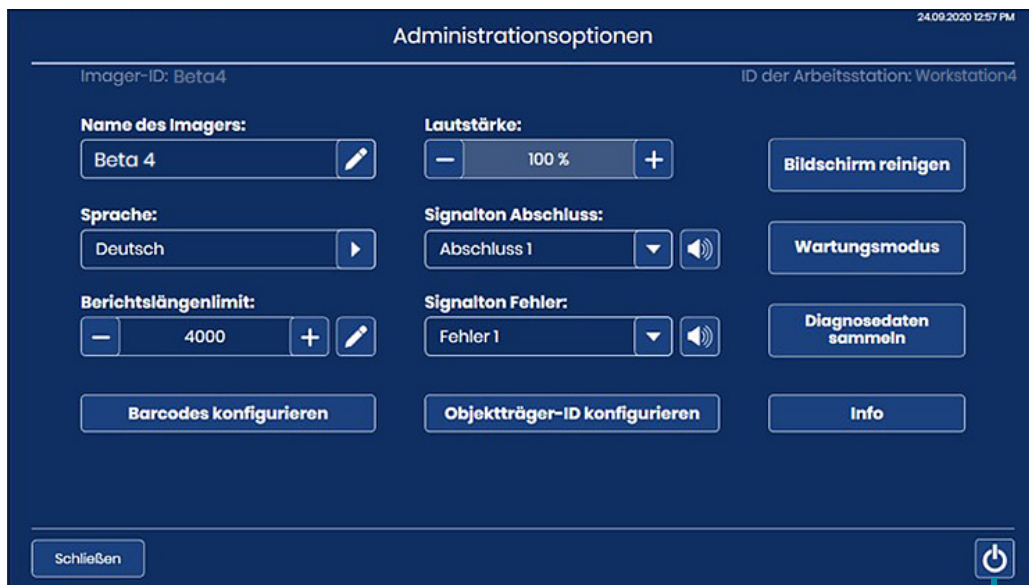 24.09.2020 12:57 PM
Administrationsoptionen
Imager-ID: Beta4
ID der Arbeitsstation: Workstation4
Name des Imagers:
Beta 4
Lautstärke:
100 %
Bildschirm reinigen
Sprache:
Deutsch
Signalton Abschluss:
Abschluss 1
Wartungsmodus
Berichtslängenlimit:
4000
Signalton Fehler:
Fehler 1
Diagnosedaten
sammeln
Barcodes konfigurieren
Objektträger-ID konfigurieren
Info
Schließen